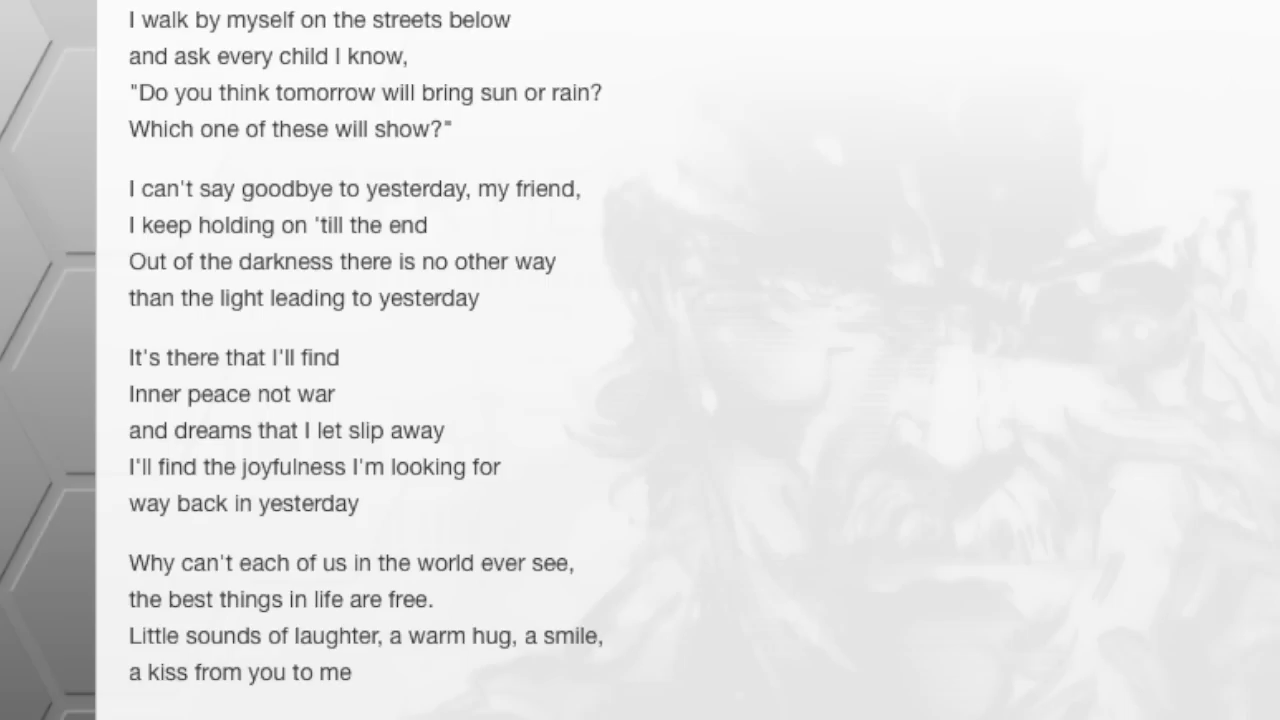 I walk by myself on the streets below
and ask every child I know,
"Do you think tomorrow will bring sun or rain?
Which one of these will show?"
I can't say goodbye to yesterday, my friend,
I keep holding on 'till the end
Out of the darkness there is no other way
than the light leading to yesterday
It's there that I'll find
Inner peace not war
and dreams that I let slip away
I'll find the joyfulness I'm looking for
way back in yesterday
Why can't each of us in the world ever see,
the best things in life are free.
Little sounds of laughter, a warm hug, a smile,
a kiss from you to me